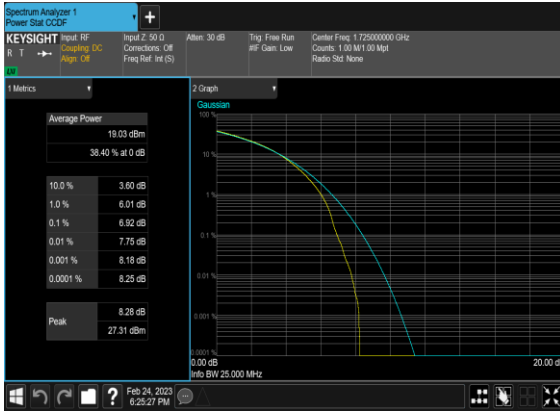 Spectrum Analyzer 1
Power Stat CCDF
KEYSIGHT
R T
Input: RF
Coupling: DC
Align: Off
Input Z: 50 Ω
Corrections: Off
Freq Ref: Int (S)
Atten: 30 dB
Trig: Free Run
#IF Gain: Low
Center Freq: 1.725000000 GHz
Counts: 1.00 M/1.00 Mpt
Radio Std: None
1 Metrics
Average Power
19.03 dBm
38.40 % at 0 dB
10.0 % 3.60 dB
1.0 % 6.01 dB
0.1 % 6.92 dB
0.01 % 7.75 dB
0.001 % 8.18 dB
0.0001 % 8.25 dB
Peak
8.28 dB
27.31 dBm
2 Graph
Gaussian
100 %
10 %
1 %
0.1 %
0.01 %
0.001 %
0.0001 %
0.00 dB
20.00 d
Info BW 25.000 MHz
Feb 24, 2023
6:25:27 PM